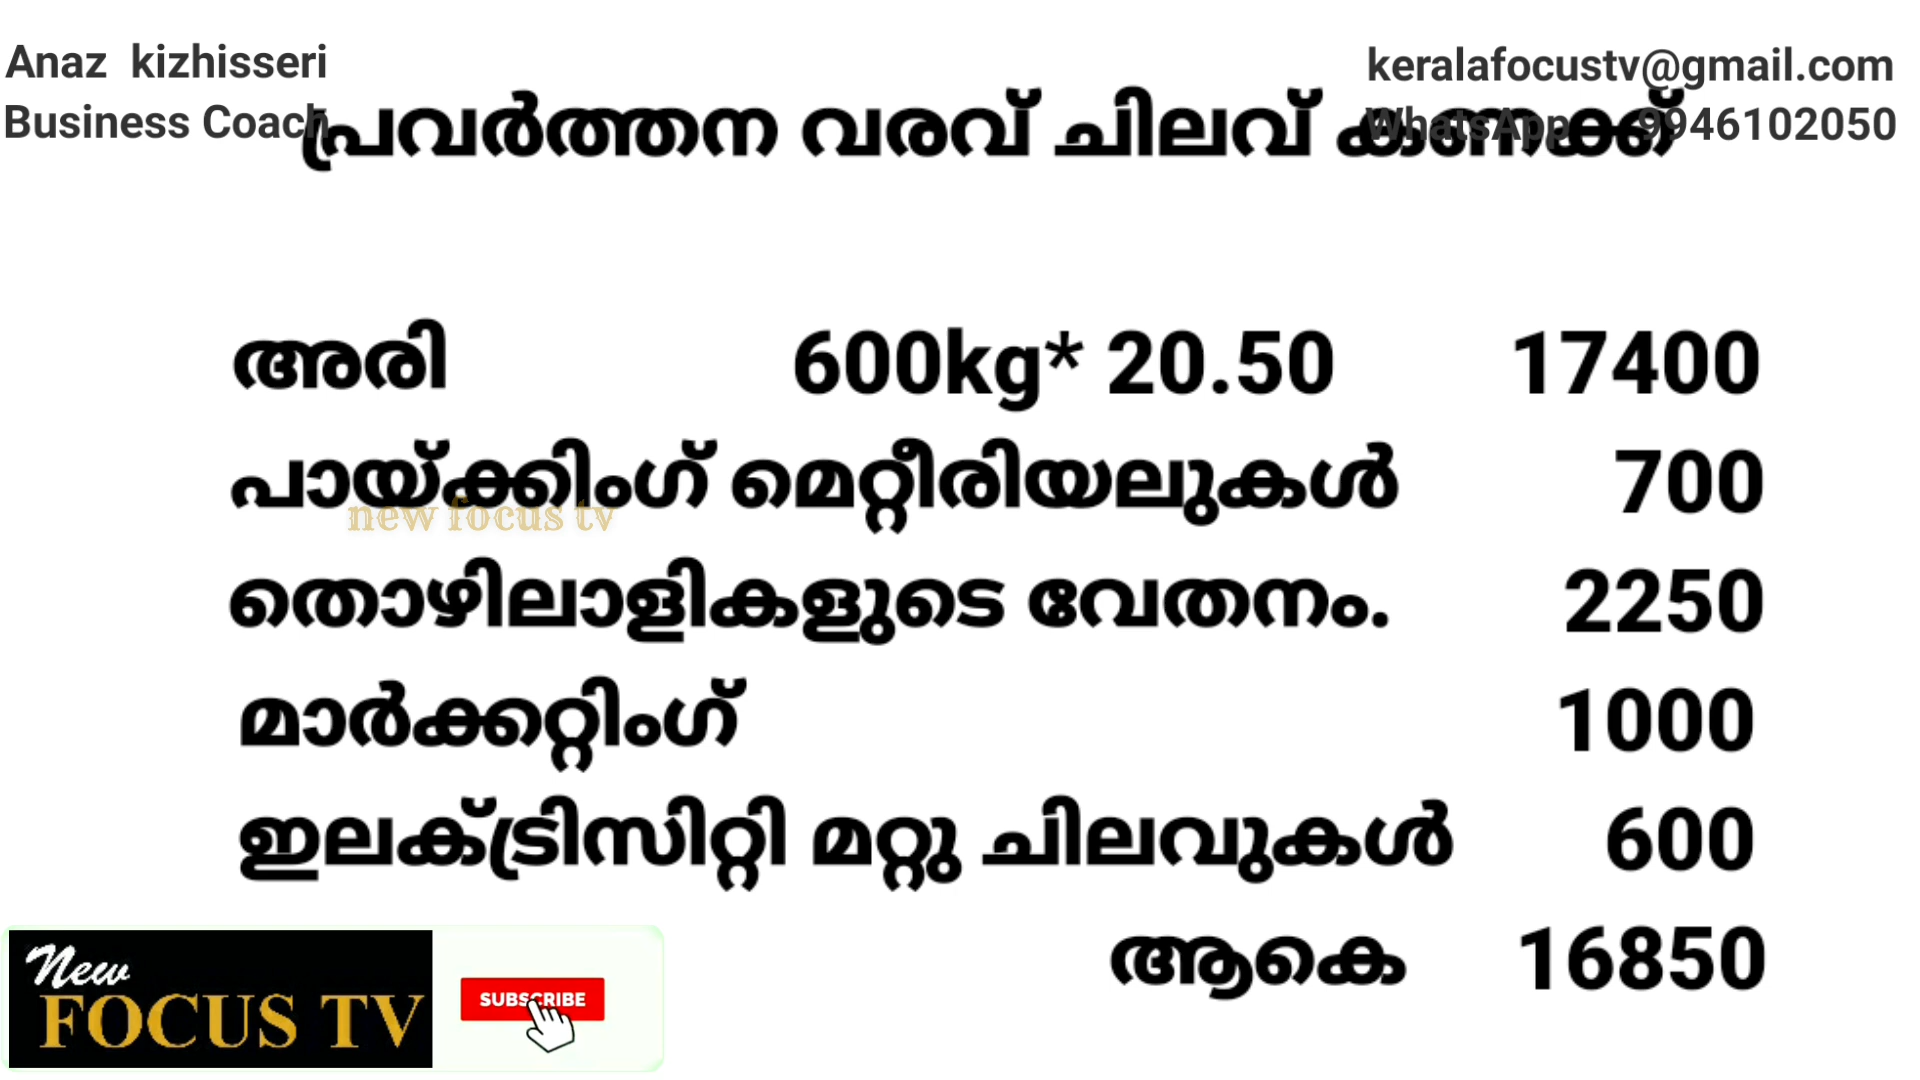 Anaz kizhisseri
Business Coach
keralafocustv@gmail.com
WhatsApp 9946102050
പ്രവർത്തന വരവ് ചിലവ് കണക്ക്
അരി 600kg* 20.50 17400
പായ്ക്കിംഗ് മെറ്റീരിയലുകൾ 700
new focus tv
തൊഴിലാളികളുടെ വേതനം. 2250
മാർക്കറ്റിംഗ് 1000
ഇലക്ട്രിസിറ്റി മറ്റു ചിലവുകൾ 600
ആകെ 16850
New
FOCUS TV
SUBSCRIBE